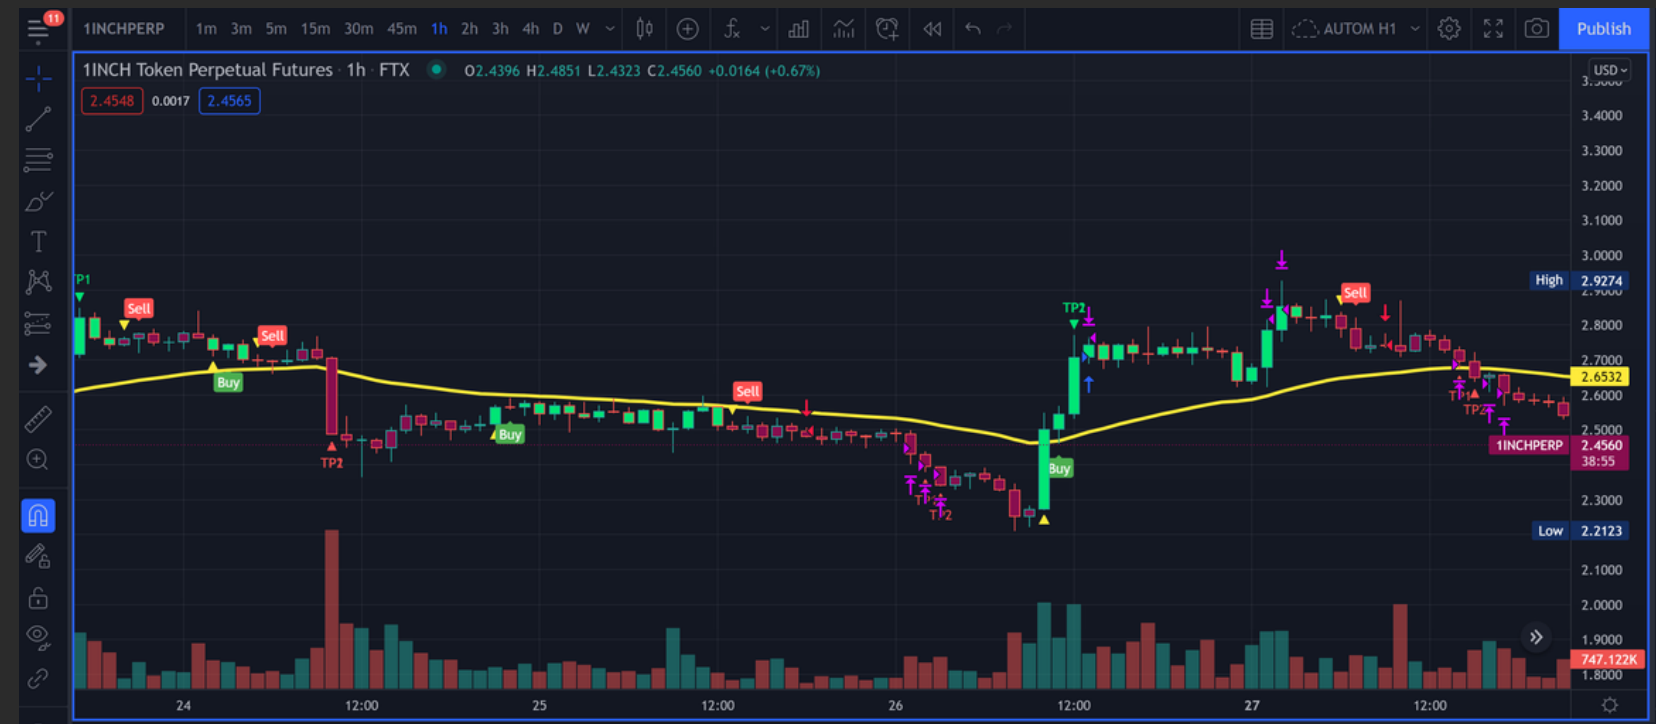 11
1INCHPERP 1m 3m 5m 15m 30m 45m 1h 2h 3h 4h D W AUTOM H1 Publish
1INCH Token Perpetual Futures · 1h · FTX O2.4396 H2.4851 L2.4323 C2.4560 +0.0164 (+0.67%)
USD
2.4548 0.0017 2.4565
3.4000
3.3000
3.2000
3.1000
3.0000
High 2.9274
2.9000
2.8000
2.7000
2.6532
2.6000
2.5000
1INCHPERP 2.4560
38:55
2.3000
Low 2.2123
2.1000
2.0000
1.9000
747.122K
1.8000
P1
Sell
Sell
Buy
TP2
Buy
Sell
TP2
TP2
Buy
Sell
TP2
24 12:00 25 12:00 26 12:00 27 12:00